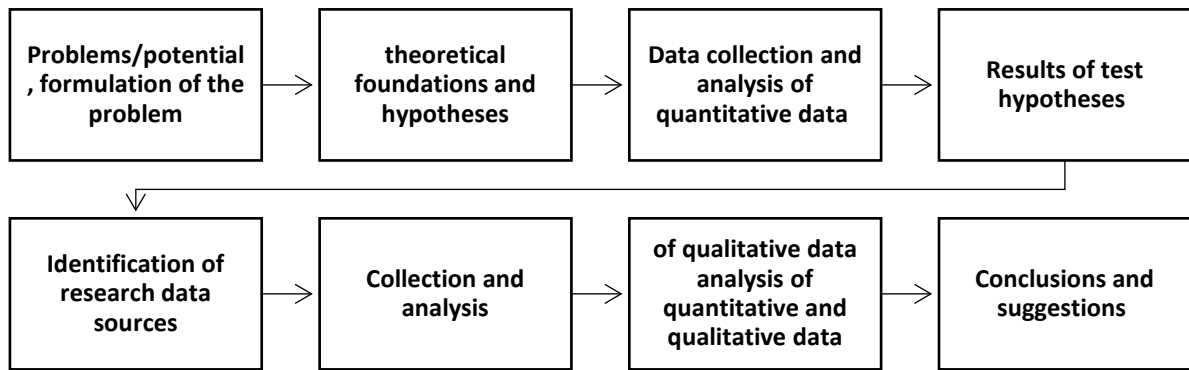 Problems/potential
, formulation of the
problem
theoretical
foundations and
hypotheses
Data collection and
analysis of
quantitative data
Results of test
hypotheses
Identification of
research data
sources
Collection and
analysis
of qualitative data
analysis of
quantitative and
qualitative data
Conclusions and
suggestions